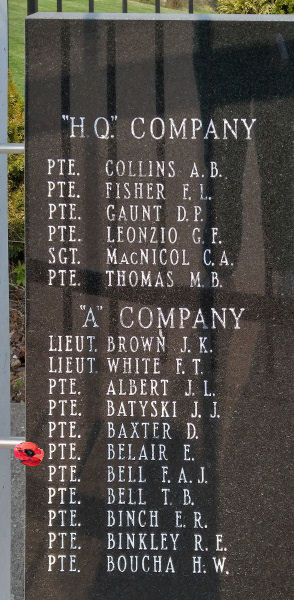 "H.Q." COMPANY
PTE. COLLINS A.B.
PTE. FISHER F.L.
PTE. GAUNT D.P.
PTE. LEONZIO G.F.
SGT. MACNICOL C.A.
PTE. THOMAS M.B.
"A" COMPANY
LIEUT. BROWN J.K.
LIEUT. WHITE F.T.
PTE. ALBERT J.L.
PTE. BATYSKI J.J.
PTE. BAXTER D.
PTE. BELAIR E.
PTE. BELL F.A.J.
PTE. BELL T.B.
PTE. BINCH E.R.
PTE. BINKLEY R.E.
PTE. BOUCHA H.W.